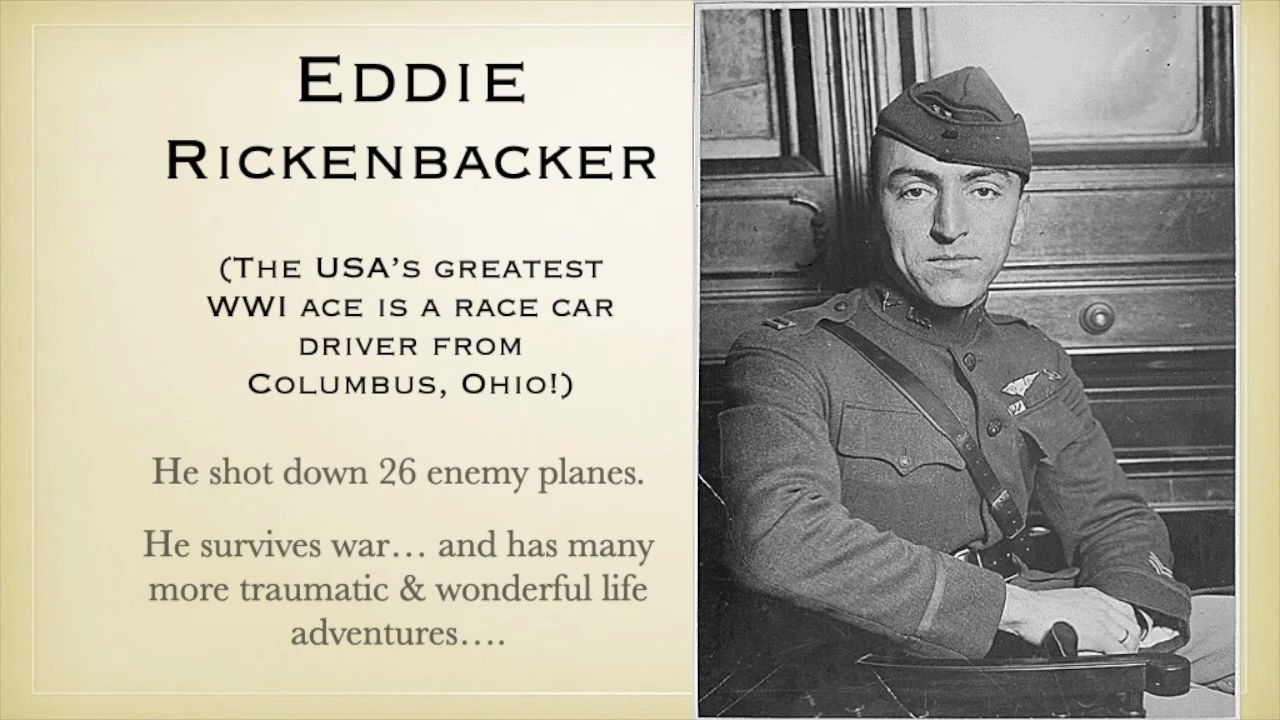 Eddie
Rickenbacker
(The USA’s greatest
WWI ace is a race car
driver from
Columbus, Ohio!)
He shot down 26 enemy planes.
He survives war… and has many
more traumatic & wonderful life
adventures….